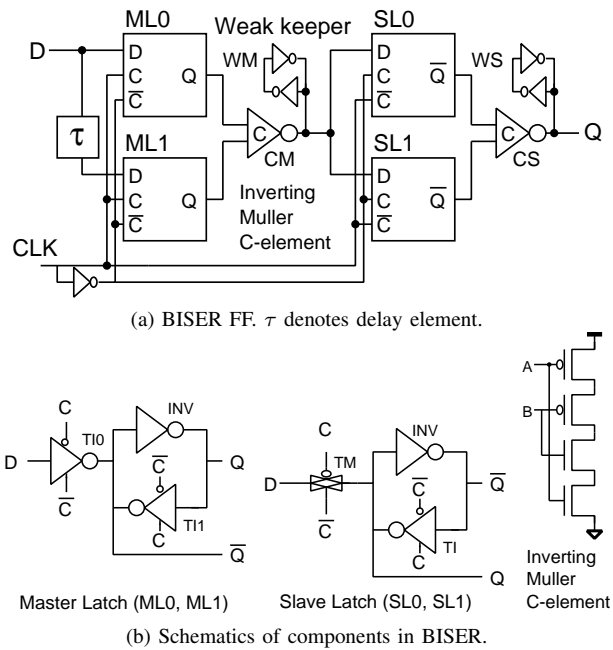 ML0
Weak keeper
SL0
D
D
C
C̅
Q
WM
D
C
C̅
Q̅
WS
τ
C
CM
C
CS
Q
ML1
D
C
C̅
Q
Inverting
Muller
C-element
SL1
D
C
C̅
Q̅
CLK
(a) BISER FF. τ denotes delay element.
C
TI0
INV
D
C̅
C̅
Q
TI1
C
Q̅
Master Latch (ML0, ML1)
C
TM
INV
D
C̅
C̅
Q̅
TI
C
Q
Slave Latch (SL0, SL1)
A
B
Inverting
Muller
C-element
(b) Schematics of components in BISER.